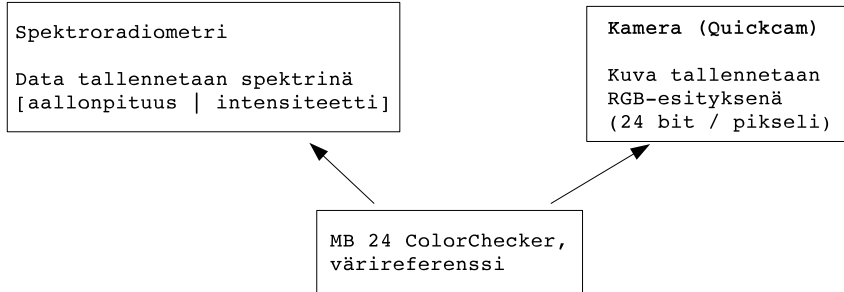 Spektroradiometri
Data tallennetaan spektrinä
[aallonpituus | intensiteetti]
Kamera (Quickcam)
Kuva tallennetaan
RGB-esityksenä
(24 bit / pikseli)
MB 24 ColorChecker,
värireferenssi